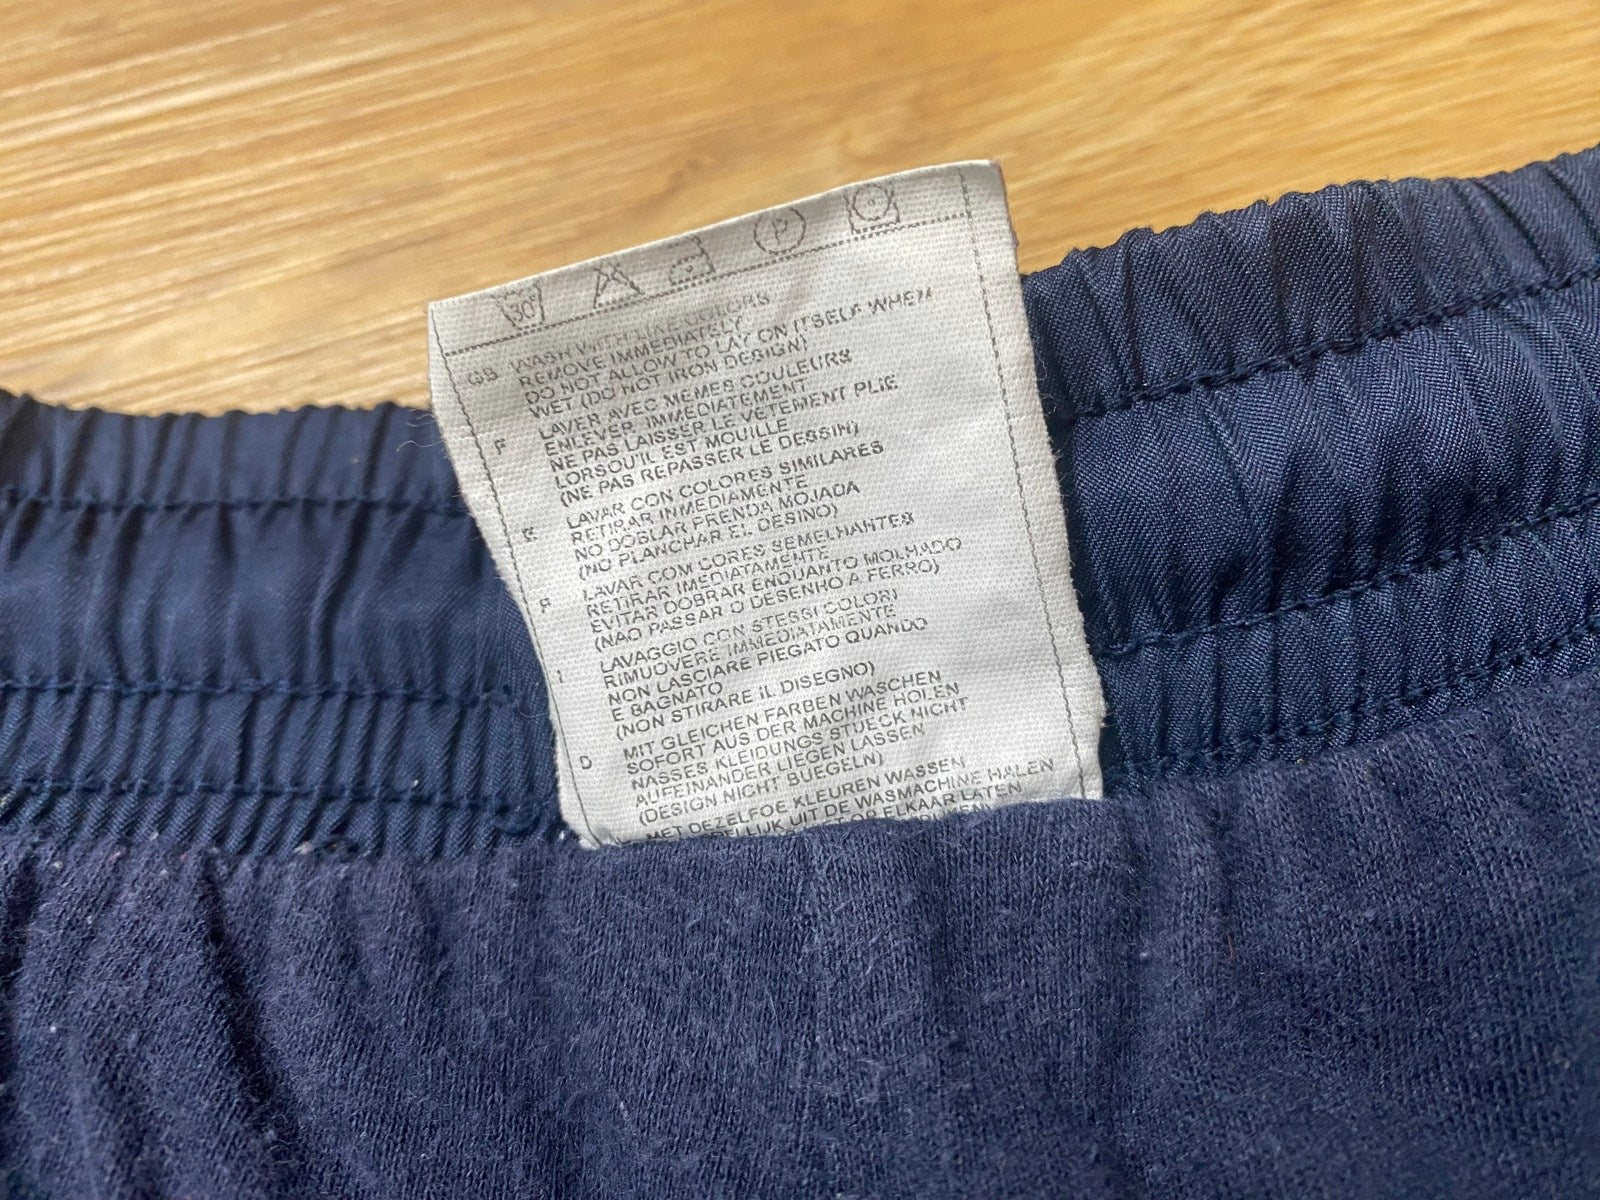 30°
P
GB WASH WITH LIKE COLORS
REMOVE IMMEDIATELY
DO NOT ALLOW TO LAY ON ITSELF WHEN
WET (DO NOT IRON DESIGN)
F LAVER AVEC MEMES COULEURS
ENLEVER IMMEDIATEMENT
NE PAS LAISSER LE VETEMENT PLIE
LORSQU'IL EST MOUILLE
(NE PAS REPASSER LE DESSIN)
E LAVAR CON COLORES SIMILARES
RETIRAR INMEDIAMENTE
NO DOBLAR PRENDA MOJADA
(NO PLANCHAR EL DESINO)
P LAVAR COM CORES SEMELHANTES
RETIRAR IMEDIATAMENTE
EVITAR DOBRAR ENQUANTO MOLHADO
(NAO PASSAR O DESENHO A FERRO)
I LAVAGGIO CON STESSI COLORI
RIMUOVERE IMMEDIATAMENTE
NON LASCIARE PIEGATO QUANDO
E BAGNATO
(NON STIRARE IL DISEGNO)
D MIT GLEICHEN FARBEN WASCHEN
SOFORT AUS DER MACHINE HOLEN
NASSES KLEIDUNGS STUECK NICHT
AUFEINANDER LIEGEN LASSEN
(DESIGN NICHT BUEGELN)
MET DEZELFDE KLEUREN WASSEN
UIT DE WASMACHINE HALEN
OP ELKAAR LATEN